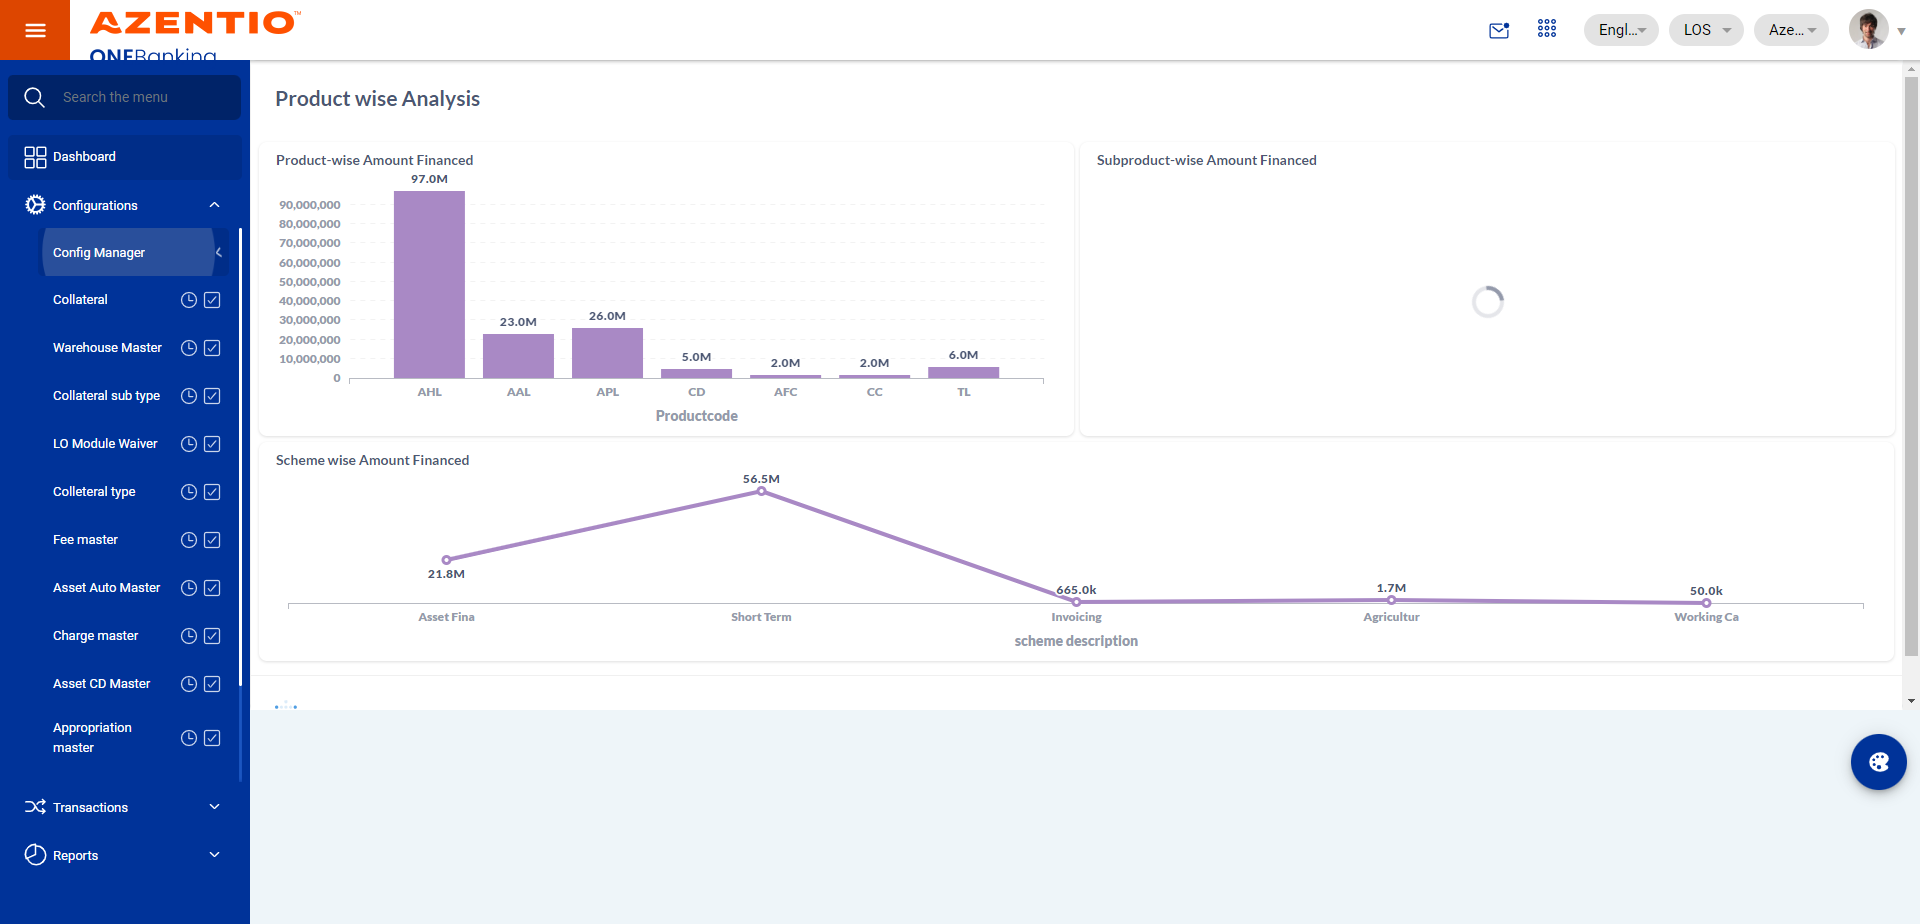 AZENTIO™
ONEBanking
Engl...
LOS
Aze...
Search the menu
Dashboard
Configurations
Config Manager
Collateral
Warehouse Master
Collateral sub type
LO Module Waiver
Colleteral type
Fee master
Asset Auto Master
Charge master
Asset CD Master
Appropriation
master
Transactions
Reports
Product wise Analysis
Product-wise Amount Financed
97.0M
90,000,000
80,000,000
70,000,000
60,000,000
50,000,000
40,000,000
30,000,000
20,000,000
10,000,000
0
23.0M
26.0M
5.0M
2.0M
2.0M
6.0M
AHL
AAL
APL
CD
AFC
CC
TL
Productcode
Subproduct-wise Amount Financed
Scheme wise Amount Financed
56.5M
21.8M
665.0k
1.7M
50.0k
Asset Fina
Short Term
Invoicing
Agricultur
Working Ca
scheme description